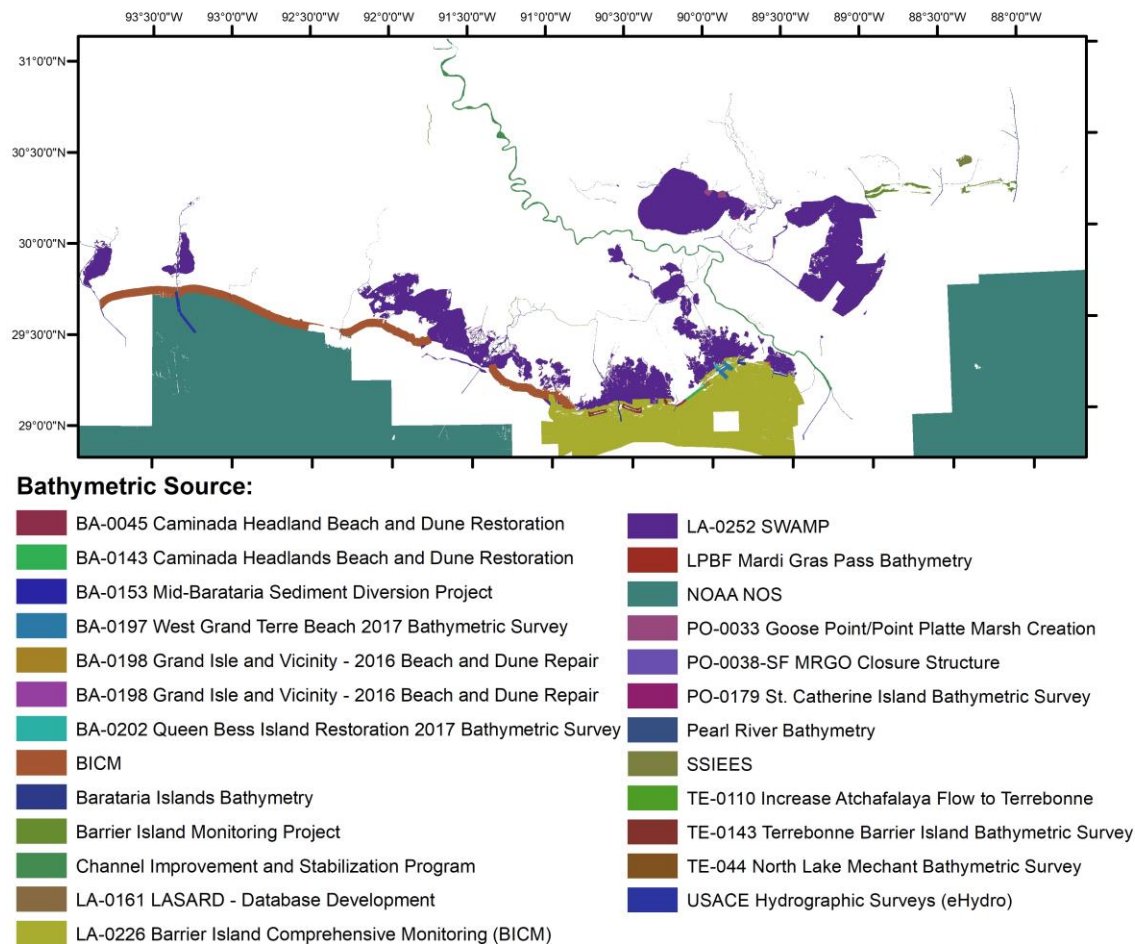 93°30'0"W 93°0'0"W 92°30'0"W 92°0'0"W 91°30'0"W 91°0'0"W 90°30'0"W 90°0'0"W 89°30'0"W 89°0'0"W 88°30'0"W 88°0'0"W
31°0'0"N
30°30'0"N
30°0'0"N
29°30'0"N
29°0'0"N
Bathymetric Source:
BA-0045 Caminada Headland Beach and Dune Restoration
BA-0143 Caminada Headlands Beach and Dune Restoration
BA-0153 Mid-Barataria Sediment Diversion Project
BA-0197 West Grand Terre Beach 2017 Bathymetric Survey
BA-0198 Grand Isle and Vicinity - 2016 Beach and Dune Repair
BA-0198 Grand Isle and Vicinity - 2016 Beach and Dune Repair
BA-0202 Queen Bess Island Restoration 2017 Bathymetric Survey
BICM
Barataria Islands Bathymetry
Barrier Island Monitoring Project
Channel Improvement and Stabilization Program
LA-0161 LASARD - Database Development
LA-0226 Barrier Island Comprehensive Monitoring (BICM)
LA-0252 SWAMP
LPBF Mardi Gras Pass Bathymetry
NOAA NOS
PO-0033 Goose Point/Point Platte Marsh Creation
PO-0038-SF MRGO Closure Structure
PO-0179 St. Catherine Island Bathymetric Survey
Pearl River Bathymetry
SSIEES
TE-0110 Increase Atchafalaya Flow to Terrebonne
TE-0143 Terrebonne Barrier Island Bathymetric Survey
TE-044 North Lake Mechant Bathymetric Survey
USACE Hydrographic Surveys (eHydro)